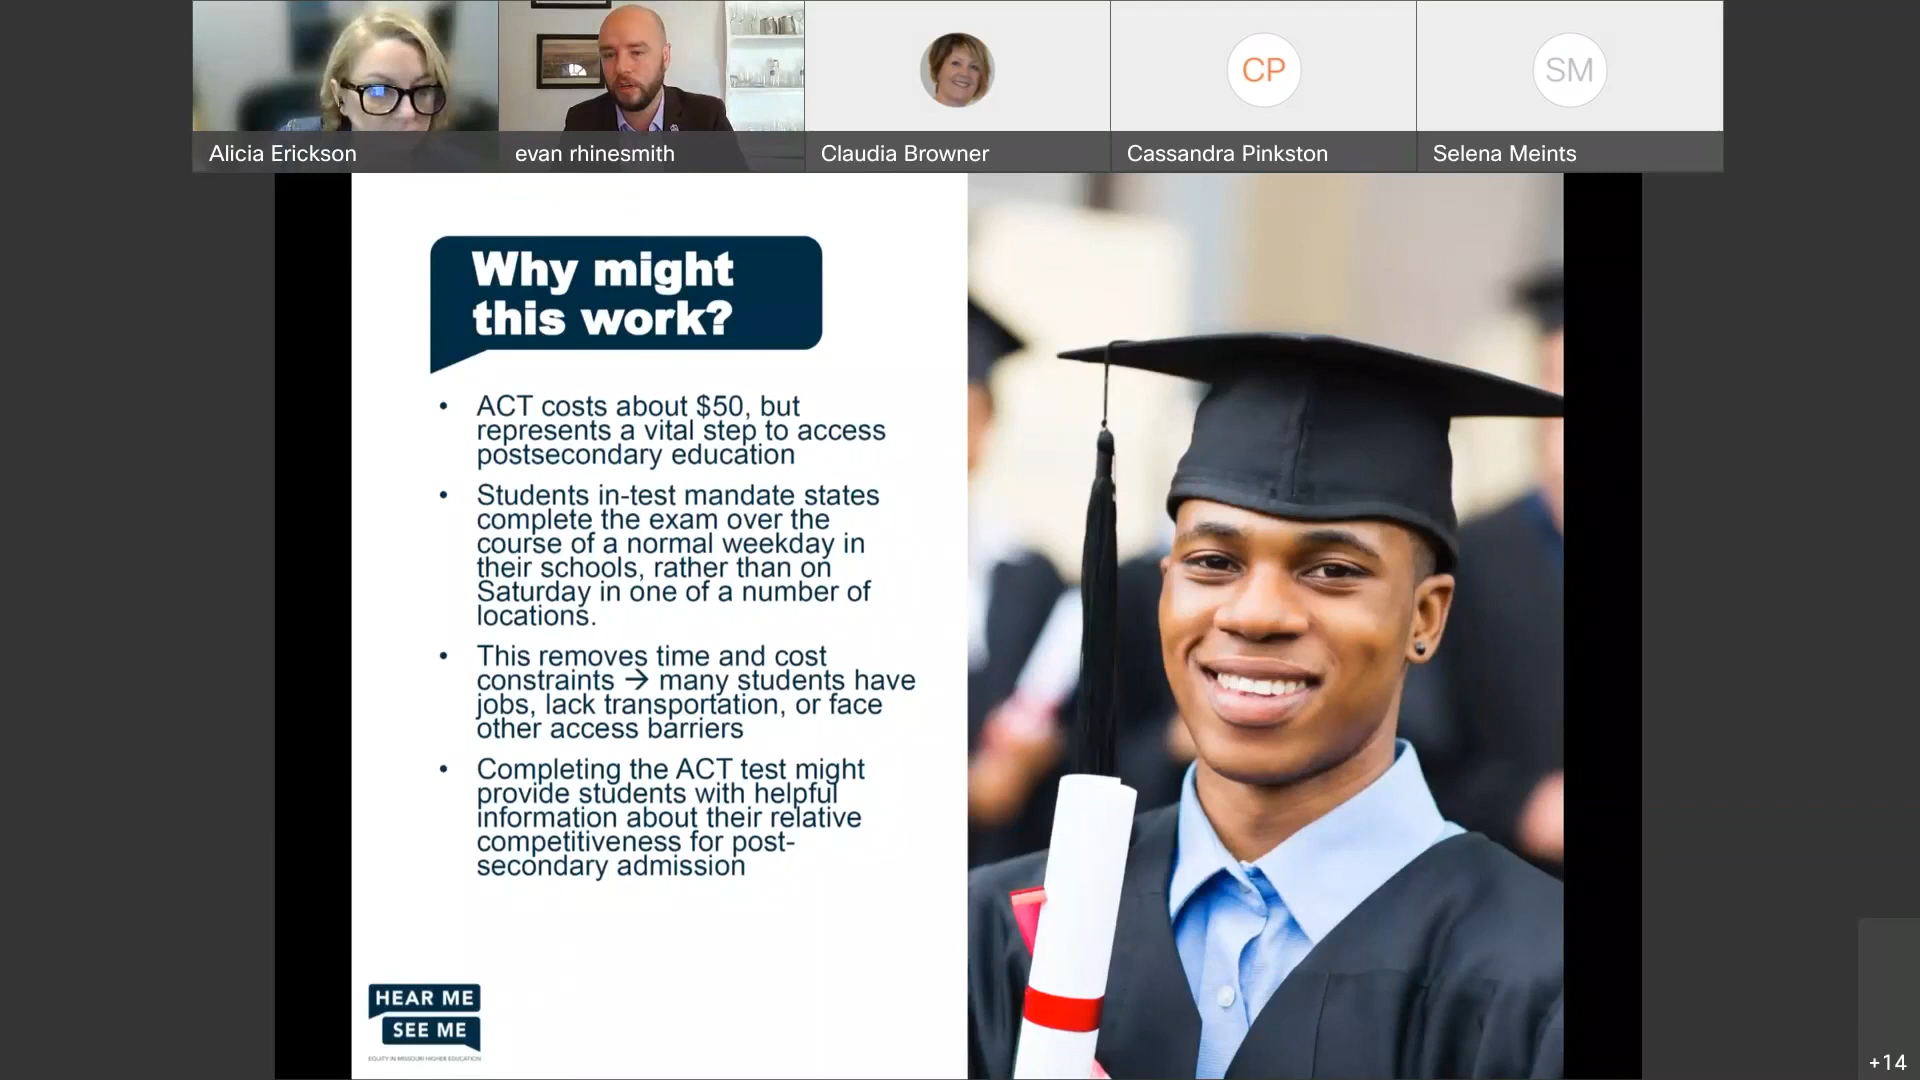 Alicia Erickson
evan rhinesmith
Claudia Browner
CP
Cassandra Pinkston
SM
Selena Meints
Why might
this work?
• ACT costs about $50, but
represents a vital step to access
postsecondary education
• Students in-test mandate states
complete the exam over the
course of a normal weekday in
their schools, rather than on
Saturday in one of a number of
locations.
• This removes time and cost
constraints → many students have
jobs, lack transportation, or face
other access barriers
• Completing the ACT test might
provide students with helpful
information about their relative
competitiveness for post-
secondary admission
HEAR ME
SEE ME
EQUITY IN MISSOURI HIGHER EDUCATION
+14